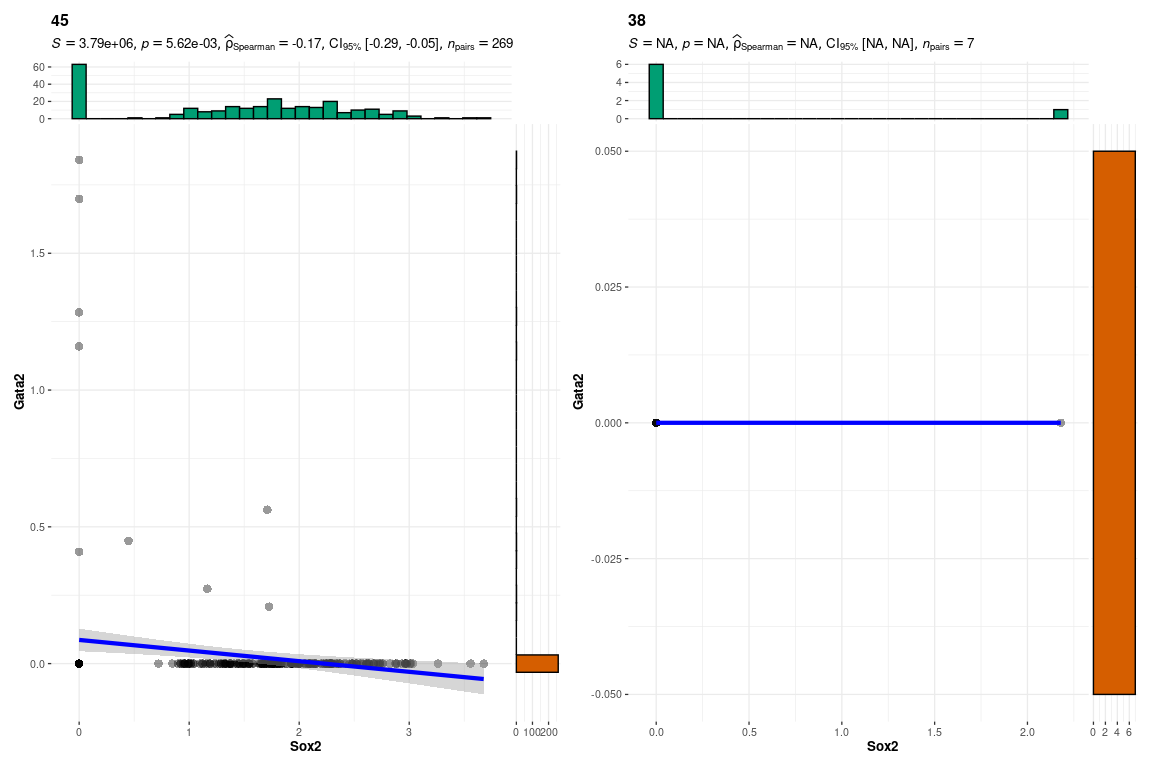 45
S = 3.79e+06, p = 5.62e-03, ρ̂Spearman = -0.17, CI95% [-0.29, -0.05], npairs = 269
60
40
20
0
1.5
1.0
0.5
0.0
Gata2
0 1 2 3
0 100 200
Sox2
38
S = NA, p = NA, ρ̂Spearman = NA, CI95% [NA, NA], npairs = 7
6
4
2
0
0.050
0.025
0.000
-0.025
-0.050
Gata2
0.0 0.5 1.0 1.5 2.0
0 2 4 6
Sox2